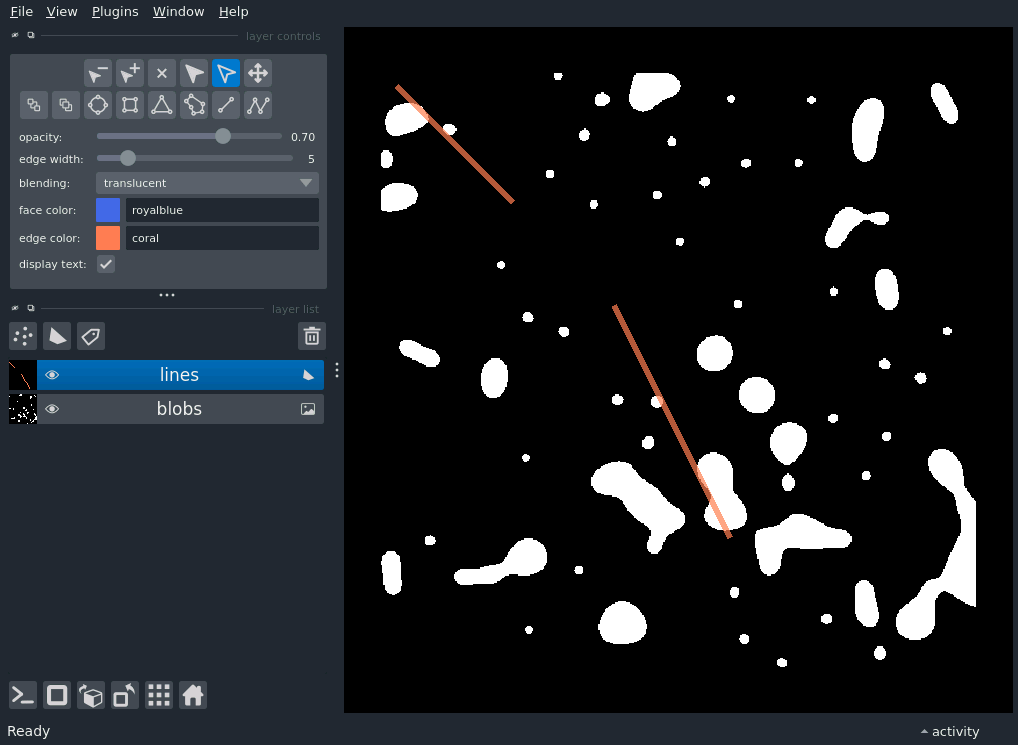 File View Plugins Window Help
layer controls
opacity: 0.70
edge width: 5
blending: translucent
face color: royalblue
edge color: coral
display text:
layer list
lines
blobs
Ready
activity